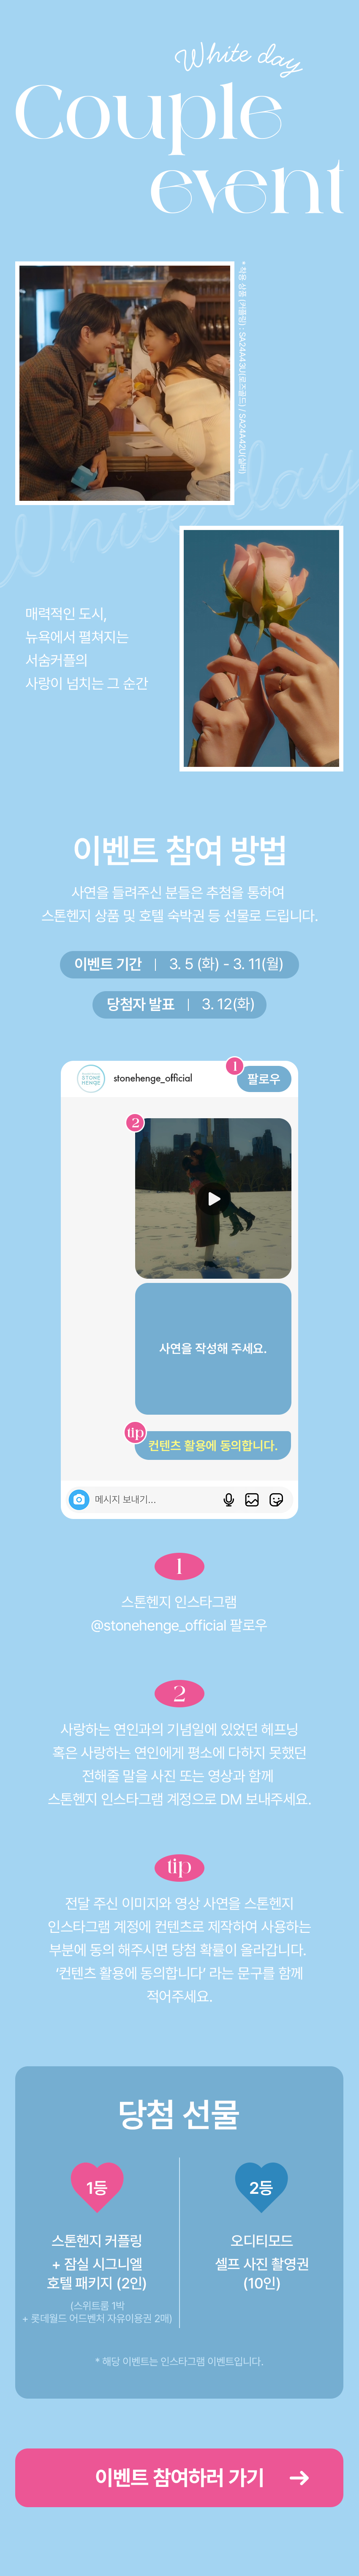 White day
Couple
event
* 착용 상품 (커플링) : SA24A43U(로즈골드) / SA24A42U(실버)
White day
매력적인 도시,
뉴욕에서 펼쳐지는
서숨커플의
사랑이 넘치는 그 순간
이벤트 참여 방법
사연을 들려주신 분들은 추첨을 통하여
스톤헨지 상품 및 호텔 숙박권 등 선물로 드립니다.
이벤트 기간 | 3. 5 (화) - 3. 11(월)
당첨자 발표 | 3. 12(화)
STONE
HENGE
stonehenge_official
1
팔로우
2
사연을 작성해 주세요.
tip
컨텐츠 활용에 동의합니다.
메시지 보내기...
1
스톤헨지 인스타그램
@stonehenge_official 팔로우
2
사랑하는 연인과의 기념일에 있었던 헤프닝
혹은 사랑하는 연인에게 평소에 다하지 못했던
전해줄 말을 사진 또는 영상과 함께
스톤헨지 인스타그램 계정으로 DM 보내주세요.
tip
전달 주신 이미지와 영상 사연을 스톤헨지
인스타그램 계정에 컨텐츠로 제작하여 사용하는
부분에 동의 해주시면 당첨 확률이 올라갑니다.
‘컨텐츠 활용에 동의합니다’ 라는 문구를 함께
적어주세요.
당첨 선물
1등
스톤헨지 커플링
+ 잠실 시그니엘
호텔 패키지 (2인)
(스위트룸 1박
+ 롯데월드 어드벤처 자유이용권 2매)
2등
오디티모드
셀프 사진 촬영권
(10인)
* 해당 이벤트는 인스타그램 이벤트입니다.
이벤트 참여하러 가기 →